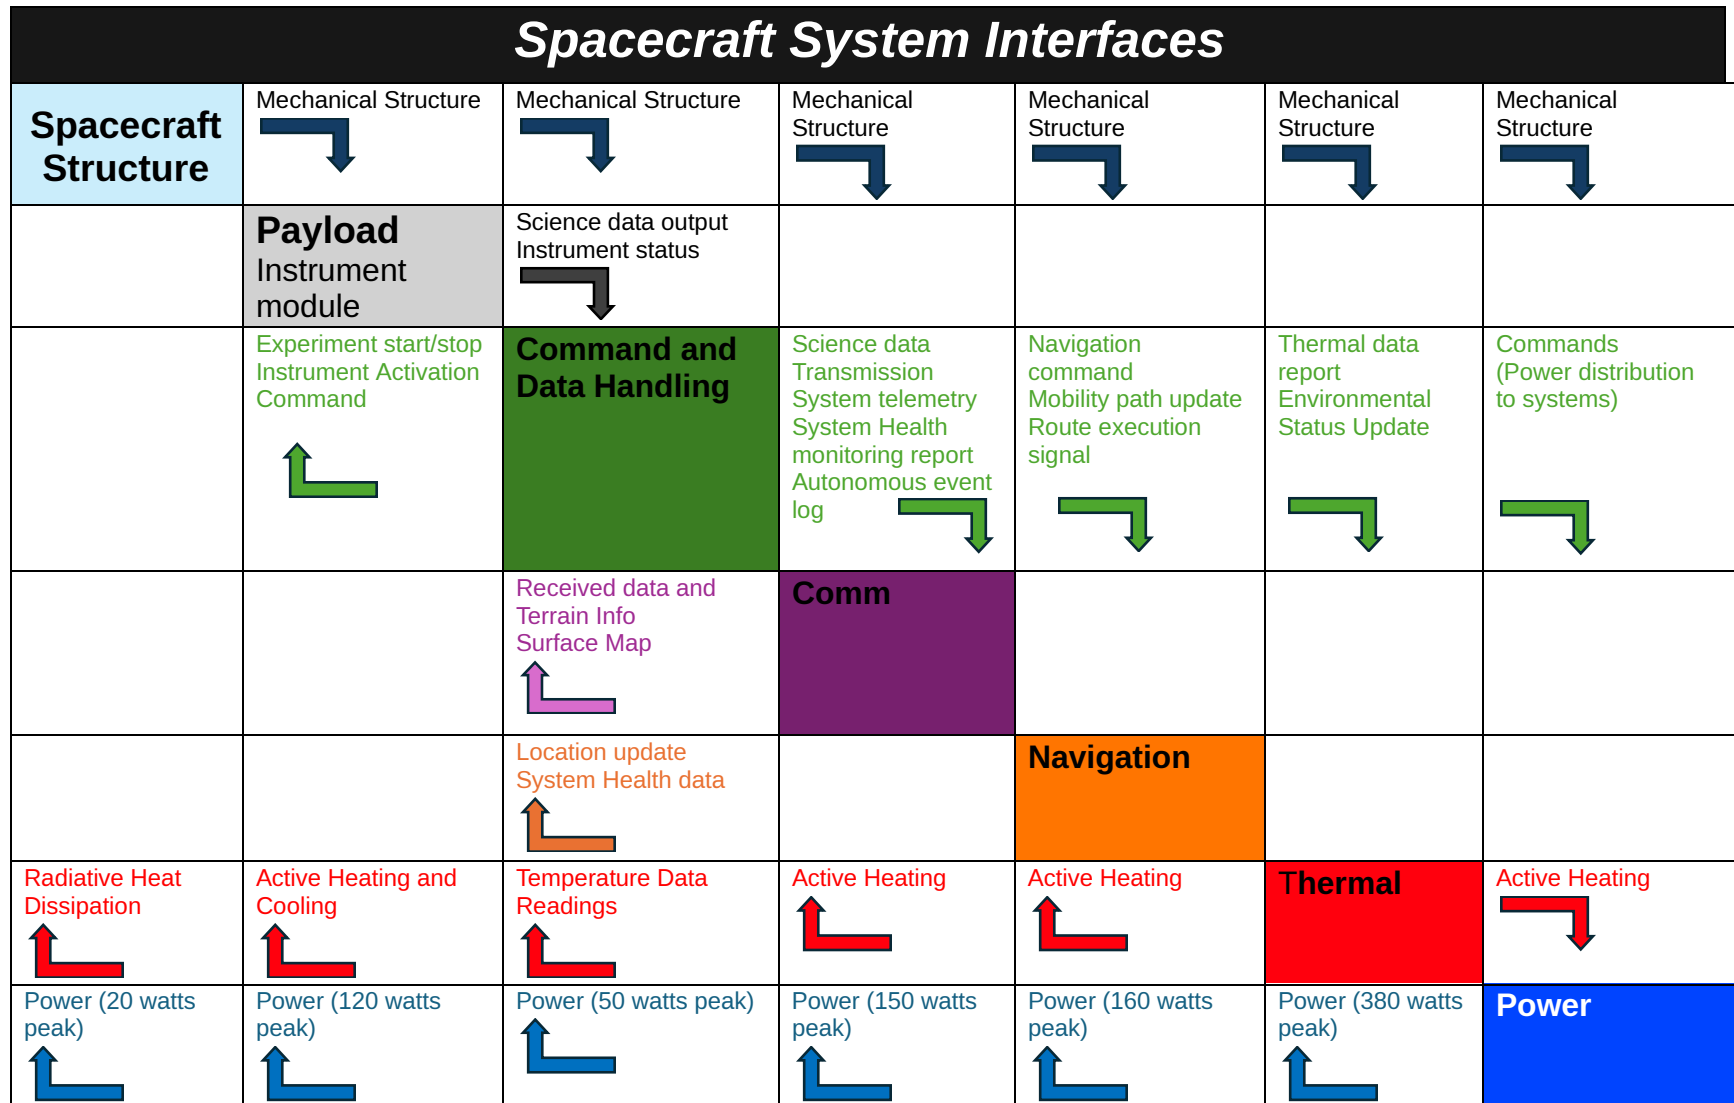 Spacecraft System Interfaces
Spacecraft
Structure
Mechanical Structure
Mechanical Structure
Mechanical
Structure
Mechanical
Structure
Mechanical
Structure
Mechanical
Structure
Payload
Instrument
module
Science data output
Instrument status
Experiment start/stop
Instrument Activation
Command
Command and
Data Handling
Science data
Transmission
System telemetry
System Health
monitoring report
Autonomous event
log
Navigation
command
Mobility path update
Route execution
signal
Thermal data
report
Environmental
Status Update
Commands
(Power distribution
to systems)
Received data and
Terrain Info
Surface Map
Comm
Location update
System Health data
Navigation
Radiative Heat
Dissipation
Active Heating and
Cooling
Temperature Data
Readings
Active Heating
Active Heating
Thermal
Active Heating
Power (20 watts
peak)
Power (120 watts
peak)
Power (50 watts peak)
Power (150 watts
peak)
Power (160 watts
peak)
Power (380 watts
peak)
Power